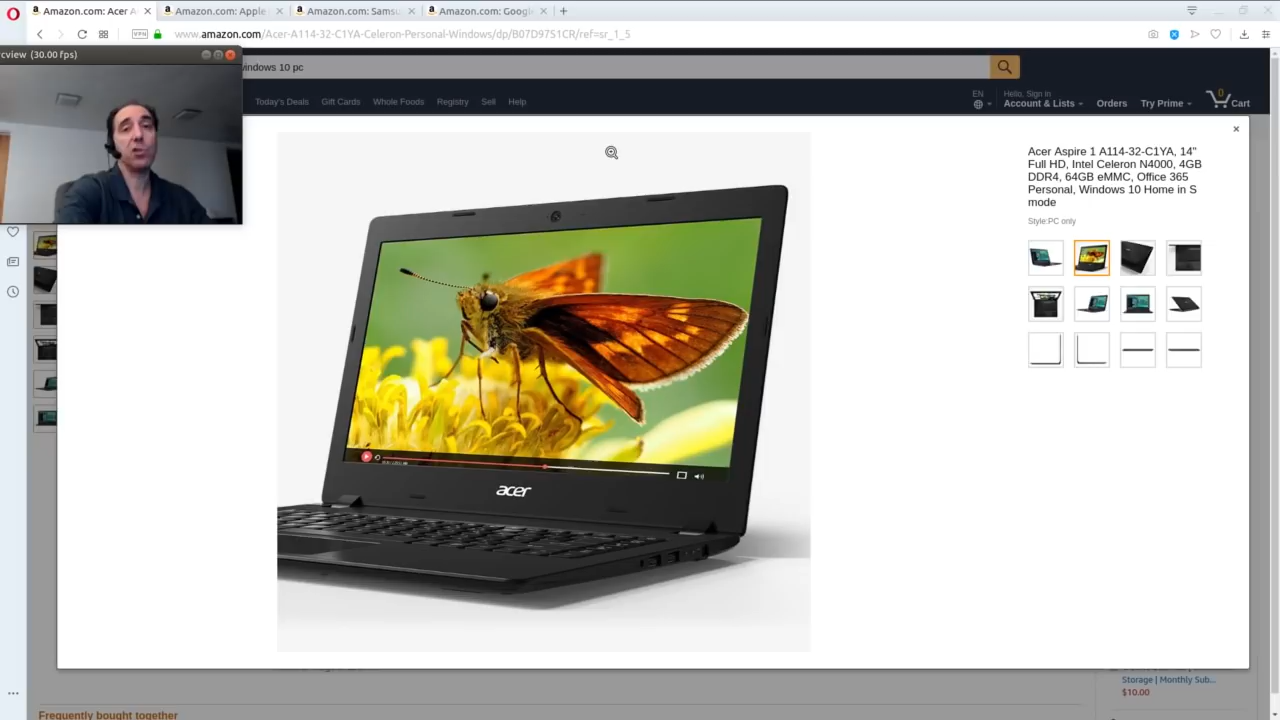 Amazon.com: Acer A
Amazon.com: Apple
Amazon.com: Samsu
Amazon.com: Googl
VPN
www.amazon.com/Acer-A114-32-C1YA-Celeron-Personal-Windows/dp/B07D97S1CR/ref=sr_1_5
cview (30.00 fps)
indows 10 pc
Today's Deals
Gift Cards
Whole Foods
Registry
Sell
Help
EN
Hello, Sign in
Account & Lists
Orders
Try Prime
0
Cart
Acer Aspire 1 A114-32-C1YA, 14"
Full HD, Intel Celeron N4000, 4GB
DDR4, 64GB eMMC, Office 365
Personal, Windows 10 Home in S
mode
Style:PC only
acer
Storage | Monthly Sub...
$10.00
Frequently bought together